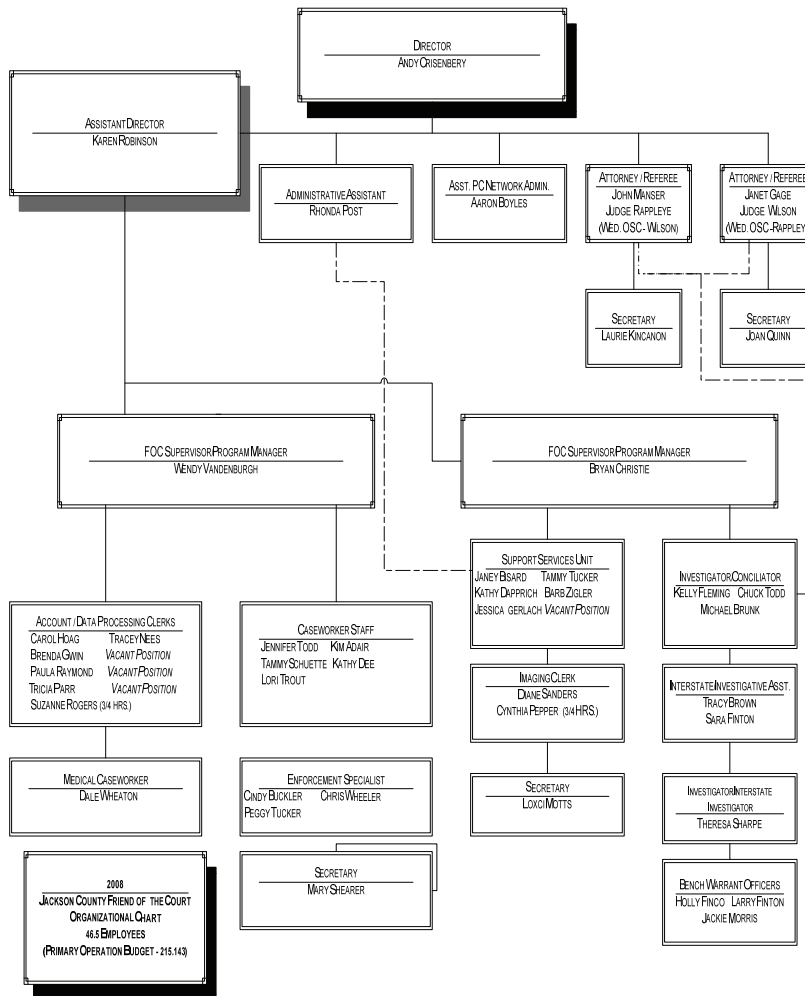 DIRECTOR
ANDY CRISENBERY
ASSISTANT DIRECTOR
KAREN ROBINSON
ADMINISTRATIVE ASSISTANT
RHONDA POST
ASST. PC NETWORK ADMIN.
AARON BOYLES
ATTORNEY / REFEREE
JOHN MANSER
JUDGE RAPPLEYE
(WED. OSC - WILSON)
ATTORNEY / REFEREE
JANET GAGE
JUDGE WILSON
(WED. OSC-RAPPLEY
SECRETARY
LAURIE KINCANON
SECRETARY
JOAN QUINN
FOC SUPERVISOR PROGRAM MANAGER
WENDY VANDENBURGH
FOC SUPERVISOR PROGRAM MANAGER
BRYAN CHRISTIE
SUPPORT SERVICES UNIT
JANEY BISARD TAMMY TUCKER
KATHY DAPPRICH BARB ZIGLER
JESSICA GERLACH VACANT POSITION
INVESTIGATOR CONCILIATOR
KELLY FLEMING CHUCK TODD
MICHAEL BRUNK
ACCOUNT / DATA PROCESSING CLERKS
CAROL HOAG TRACEY NEES
BRENDA GWIN VACANT POSITION
PAULA RAYMOND VACANT POSITION
TRICIA PARR VACANT POSITION
SUZANNE ROGERS (3/4 HRS.)
CASEWORKER STAFF
JENNIFER TODD KIM ADAIR
TAMMY SCHUETTE KATHY DEE
LORI TROUT
IMAGING CLERK
DIANE SANDERS
CYNTHIA PEPPER (3/4 HRS.)
INTERSTATE INVESTIGATIVE ASST.
TRACY BROWN
SARA FINTON
MEDICAL CASEWORKER
DALE WHEATON
ENFORCEMENT SPECIALIST
CINDY BUCKLER CHRIS WHEELER
PEGGY TUCKER
SECRETARY
LOXCI MOTTS
INVESTIGATOR INTERSTATE
INVESTIGATOR
THERESA SHARPE
SECRETARY
MARY SHEARER
BENCH WARRANT OFFICERS
HOLLY FINCO LARRY FINTON
JACKIE MORRIS
2008
JACKSON COUNTY FRIEND OF THE COURT
ORGANIZATIONAL CHART
46.5 EMPLOYEES
(PRIMARY OPERATION BUDGET - 215.143)